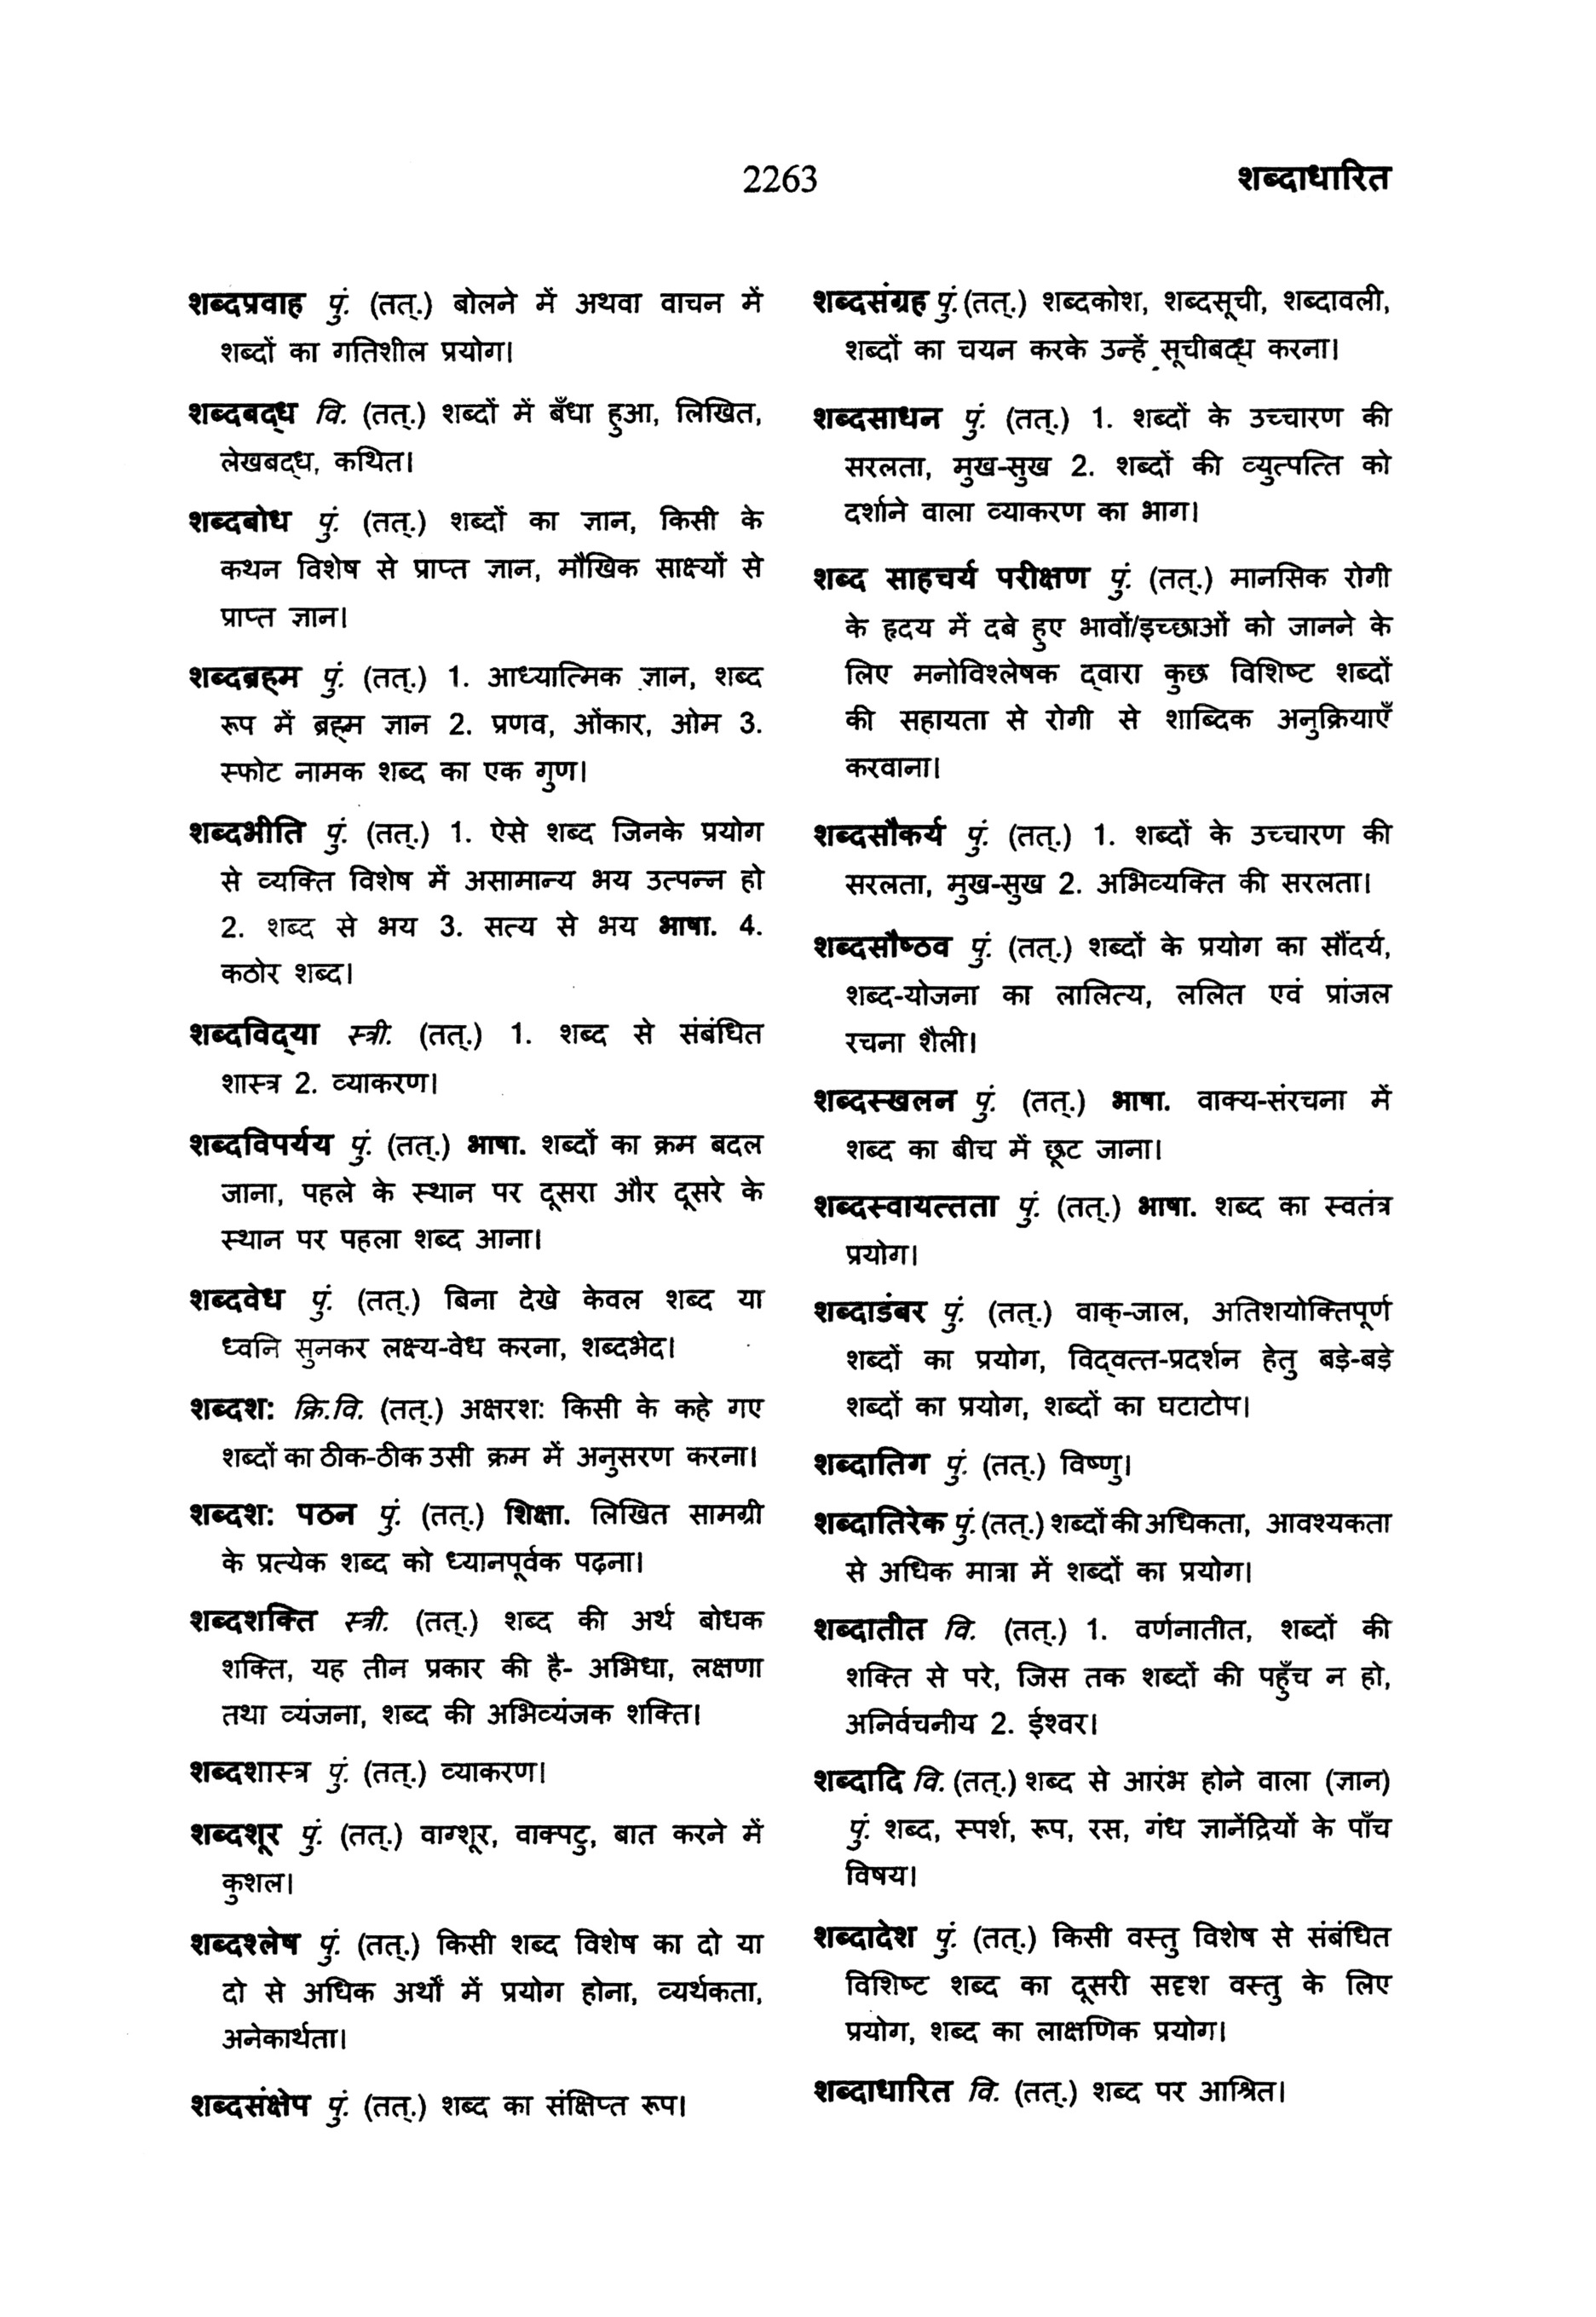 2263
शब्दाधारित
शब्दप्रवाह पुं. (तत्.) बोलने में अथवा वाचन में
शब्दों का गतिशील प्रयोग।
शब्दबद्ध वि. (तत्.) शब्दों में बँधा हुआ, लिखित,
लेखबद्ध, कथित।
शब्दबोध पुं. (तत्.) शब्दों का ज्ञान, किसी के
कथन विशेष से प्राप्त ज्ञान, मौखिक साक्ष्यों से
प्राप्त ज्ञान।
शब्दब्रह्म पुं. (तत्.) 1. आध्यात्मिक ज्ञान, शब्द
रूप में ब्रह्म ज्ञान 2. प्रणव, ओंकार, ओम 3.
स्फोट नामक शब्द का एक गुण।
शब्दभीति पुं. (तत्.) 1. ऐसे शब्द जिनके प्रयोग
से व्यक्ति विशेष में असामान्य भय उत्पन्न हो
2. शब्द से भय 3. सत्य से भय भाषा. 4.
कठोर शब्द।
शब्दविद्या स्त्री. (तत्.) 1. शब्द से संबंधित
शास्त्र 2. व्याकरण।
शब्दविपर्यय पुं. (तत्.) भाषा. शब्दों का क्रम बदल
जाना, पहले के स्थान पर दूसरा और दूसरे के
स्थान पर पहला शब्द आना।
शब्दवेध पुं. (तत्.) बिना देखे केवल शब्द या
ध्वनि सुनकर लक्ष्य-वेध करना, शब्दभेद।
शब्दश: क्रि.वि. (तत्.) अक्षरश: किसी के कहे गए
शब्दों का ठीक-ठीक उसी क्रम में अनुसरण करना।
शब्दश: पठन पुं. (तत्.) शिक्षा. लिखित सामग्री
के प्रत्येक शब्द को ध्यानपूर्वक पढ़ना।
शब्दशक्ति स्त्री. (तत्.) शब्द की अर्थ बोधक
शक्ति, यह तीन प्रकार की है- अभिधा, लक्षणा
तथा व्यंजना, शब्द की अभिव्यंजक शक्ति।
शब्दशास्त्र पुं. (तत्.) व्याकरण।
शब्दशूर पुं. (तत्.) वाग्शूर, वाक्पटु, बात करने में
कुशल।
शब्दश्लेष पुं. (तत्.) किसी शब्द विशेष का दो या
दो से अधिक अर्थों में प्रयोग होना, व्यर्थकता,
अनेकार्थता।
शब्दसंक्षेप पुं. (तत्.) शब्द का संक्षिप्त रूप।
शब्दसंग्रह पुं. (तत्.) शब्दकोश, शब्दसूची, शब्दावली,
शब्दों का चयन करके उन्हें सूचीबद्ध करना।
शब्दसाधन पुं. (तत्.) 1. शब्दों के उच्चारण की
सरलता, मुख-सुख 2. शब्दों की व्युत्पत्ति को
दर्शाने वाला व्याकरण का भाग।
शब्द साहचर्य परीक्षण पुं. (तत्.) मानसिक रोगी
के हृदय में दबे हुए भावों/इच्छाओं को जानने के
लिए मनोविश्लेषक द्वारा कुछ विशिष्ट शब्दों
की सहायता से रोगी से शाब्दिक अनुक्रियाएँ
करवाना।
शब्दसौकर्य पुं. (तत्.) 1. शब्दों के उच्चारण की
सरलता, मुख-सुख 2. अभिव्यक्ति की सरलता।
शब्दसौष्ठव पुं. (तत्.) शब्दों के प्रयोग का सौंदर्य,
शब्द-योजना का लालित्य, ललित एवं प्रांजल
रचना शैली।
शब्दस्खलन पुं. (तत्.) भाषा. वाक्य-संरचना में
शब्द का बीच में छूट जाना।
शब्दस्वायत्तता पुं. (तत्.) भाषा. शब्द का स्वतंत्र
प्रयोग।
शब्दाडंबर पुं. (तत्.) वाक्-जाल, अतिशयोक्तिपूर्ण
शब्दों का प्रयोग, विद्वत्त-प्रदर्शन हेतु बड़े-बड़े
शब्दों का प्रयोग, शब्दों का घटाटोप।
शब्दातिग पुं. (तत्.) विष्णु।
शब्दातिरेक पुं. (तत्.) शब्दों की अधिकता, आवश्यकता
से अधिक मात्रा में शब्दों का प्रयोग।
शब्दातीत वि. (तत्.) 1. वर्णनातीत, शब्दों की
शक्ति से परे, जिस तक शब्दों की पहुँच न हो,
अनिर्वचनीय 2. ईश्वर।
शब्दादि वि. (तत्.) शब्द से आरंभ होने वाला (ज्ञान)
पुं. शब्द, स्पर्श, रूप, रस, गंध ज्ञानेंद्रियों के पाँच
विषय।
शब्दादेश पुं. (तत्.) किसी वस्तु विशेष से संबंधित
विशिष्ट शब्द का दूसरी सदृश वस्तु के लिए
प्रयोग, शब्द का लाक्षणिक प्रयोग।
शब्दाधारित वि. (तत्.) शब्द पर आश्रित।